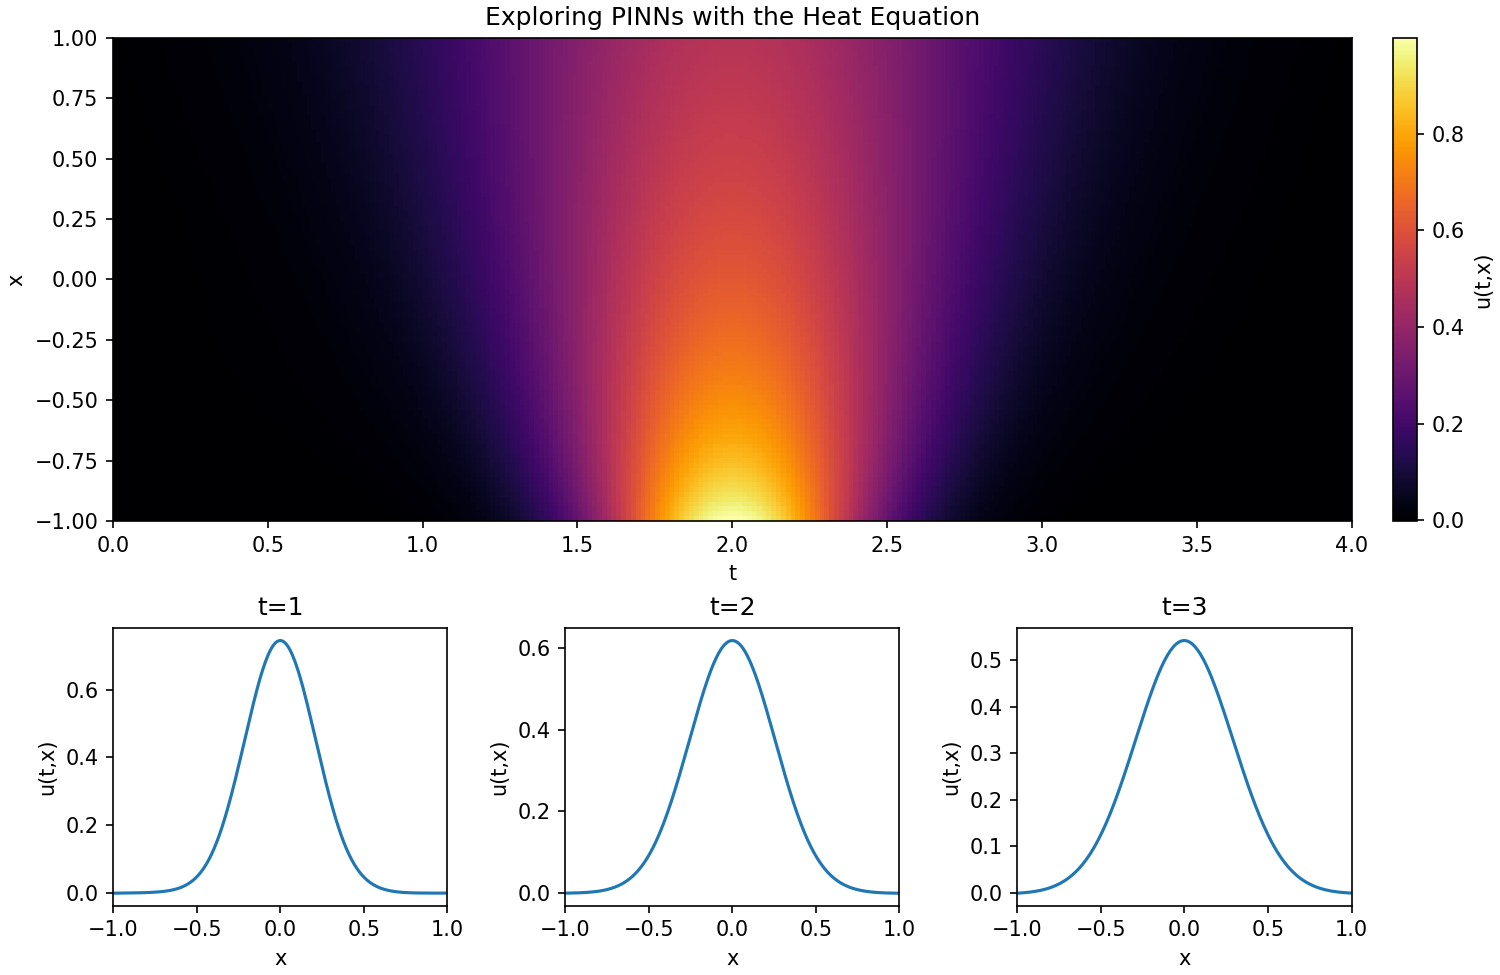 Exploring PINNs with the Heat Equation
1.00
0.75
0.50
0.25
0.00
−0.25
−0.50
−0.75
−1.00
x
0.0 0.5 1.0 1.5 2.0 2.5 3.0 3.5 4.0
t
0.8
0.6
0.4
0.2
0.0
u(t,x)
t=1
0.6
0.4
0.2
0.0
u(t,x)
−1.0 −0.5 0.0 0.5 1.0
x
t=2
0.6
0.4
0.2
0.0
u(t,x)
−1.0 −0.5 0.0 0.5 1.0
x
t=3
0.5
0.4
0.3
0.2
0.1
0.0
u(t,x)
−1.0 −0.5 0.0 0.5 1.0
x